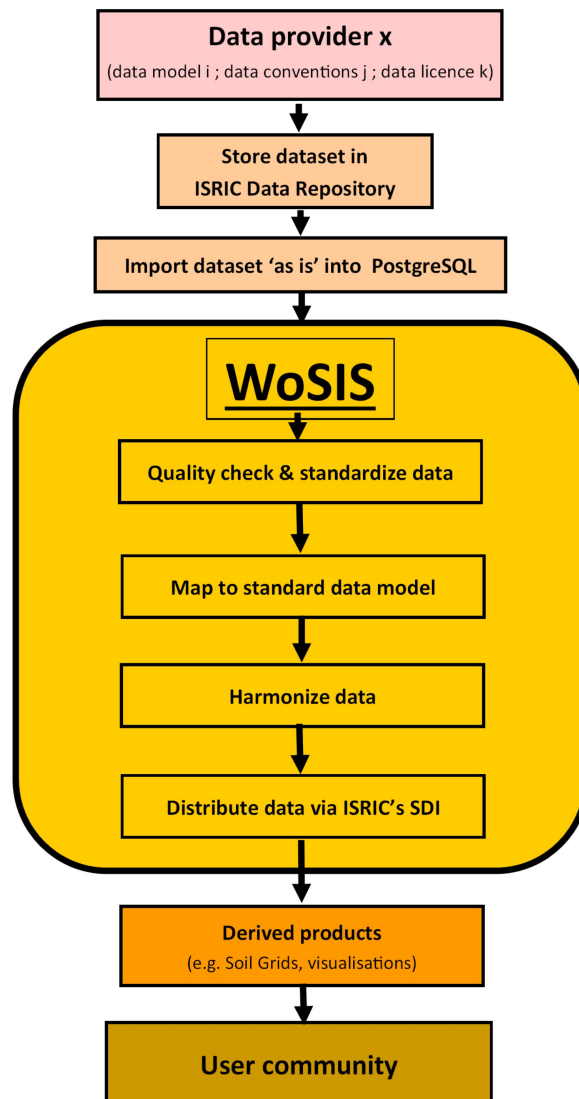 Data provider x
(data model i ; data conventions j ; data licence k)
Store dataset in
ISRIC Data Repository
Import dataset ‘as is’ into PostgreSQL
WoSIS
Quality check & standardize data
Map to standard data model
Harmonize data
Distribute data via ISRIC’s SDI
Derived products
(e.g. Soil Grids, visualisations)
User community